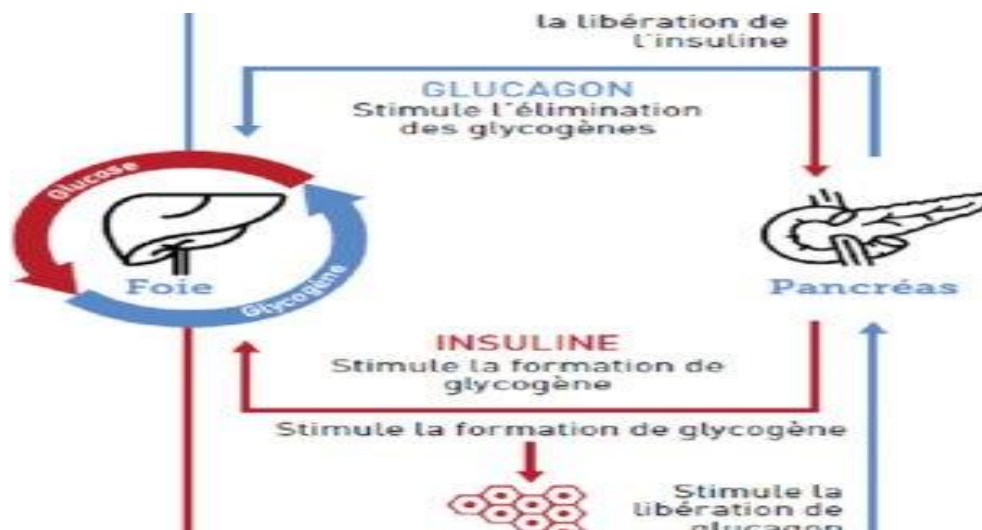 la libération de
l'insuline
GLUCAGON
Stimule l'élimination
des glycogènes
Glucose
Foie
Glycogène
Pancréas
INSULINE
Stimule la formation de
glycogène
Stimule la formation de glycogène
Stimule la
libération de
glucagon